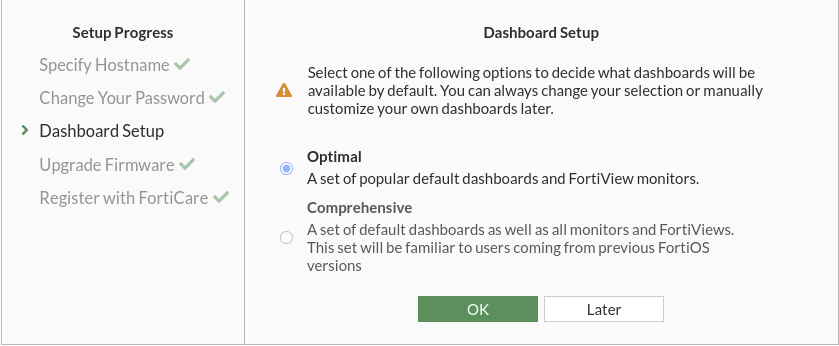 Setup Progress
Specify Hostname
Change Your Password
Dashboard Setup
Upgrade Firmware
Register with FortiCare
Dashboard Setup
Select one of the following options to decide what dashboards will be
available by default. You can always change your selection or manually
customize your own dashboards later.
Optimal
A set of popular default dashboards and FortiView monitors.
Comprehensive
A set of default dashboards as well as all monitors and FortiViews.
This set will be familiar to users coming from previous FortiOS
versions
OK
Later